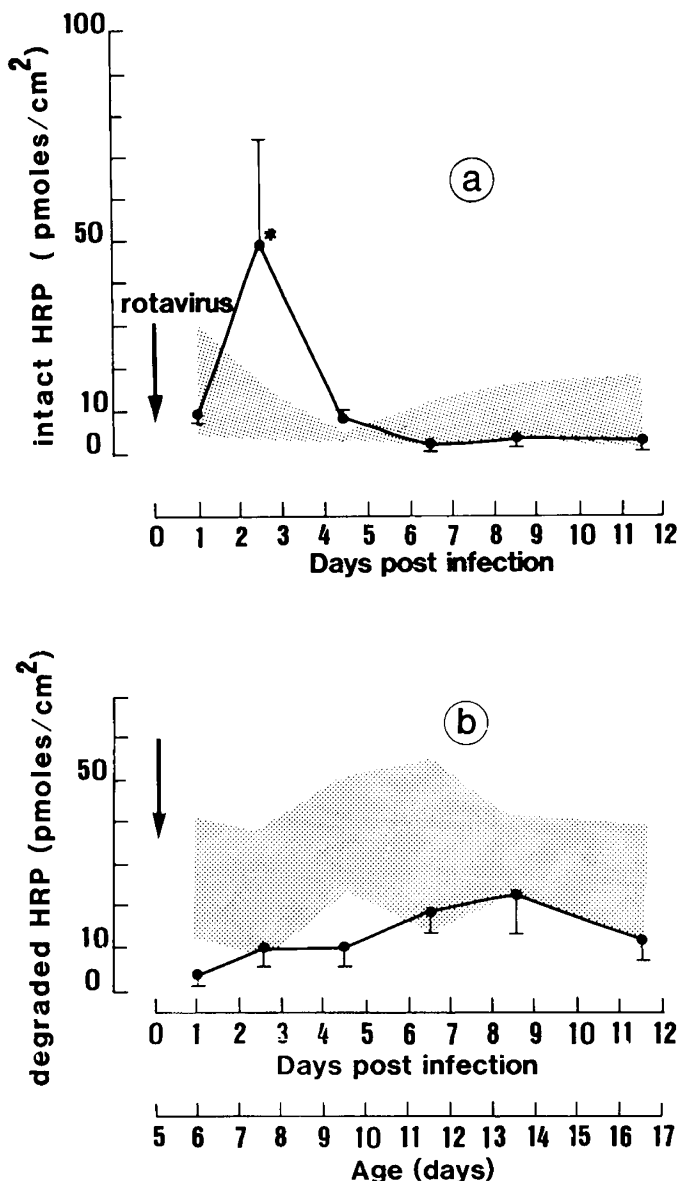 100
50
10
0
intact HRP ( pmoles/cm²)
rotavirus
*
a
0 1 2 3 4 5 6 7 8 9 10 11 12
Days post infection
50
10
0
degraded HRP (pmoles/cm²)
b
0 1 2 3 4 5 6 7 8 9 10 11 12
Days post infection
5 6 7 8 9 10 11 12 13 14 15 16 17
Age (days)